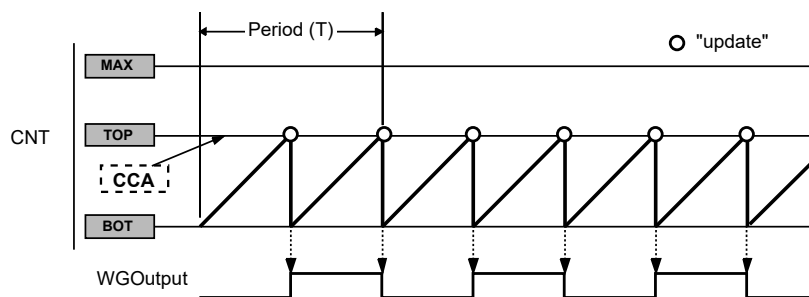 Period (T)
"update"
MAX
CNT
TOP
CCA
BOT
WGOutput